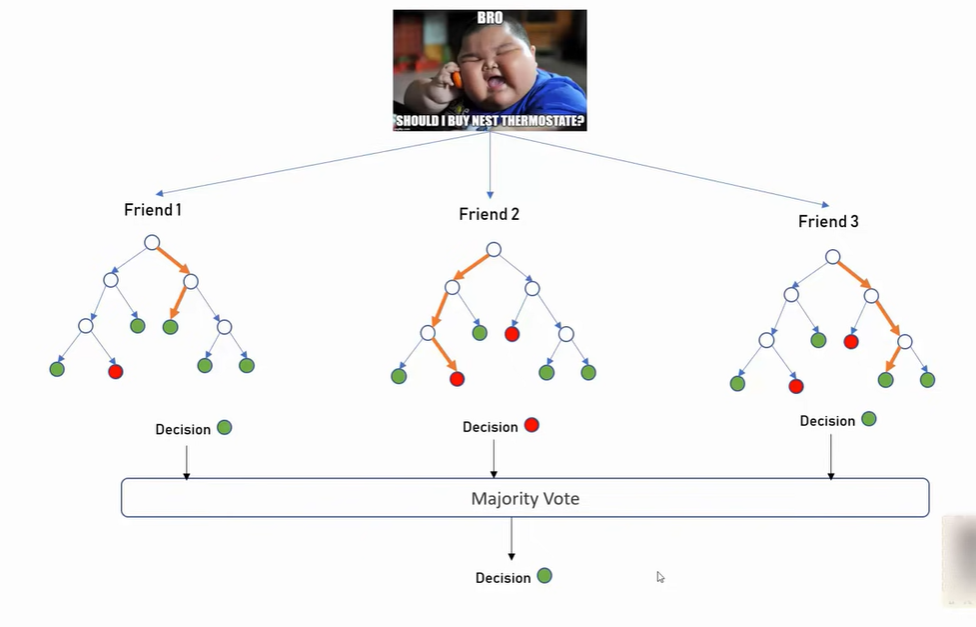 BRO
SHOULD I BUY NEST THERMOSTATE?
Friend 1
Friend 2
Friend 3
Decision
Decision
Decision
Majority Vote
Decision